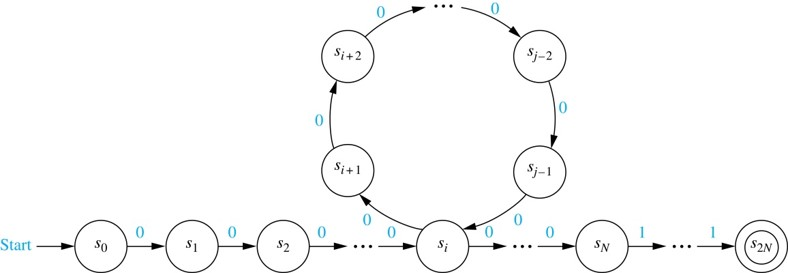 0 ... 0
s_{i+2} s_{j-2}
0 0
s_{i+1} s_{j-1}
0 0
Start s_0 0 s_1 0 s_2 0 ... 0 s_i 0 ... 0 s_N 1 ... 1 s_{2N}